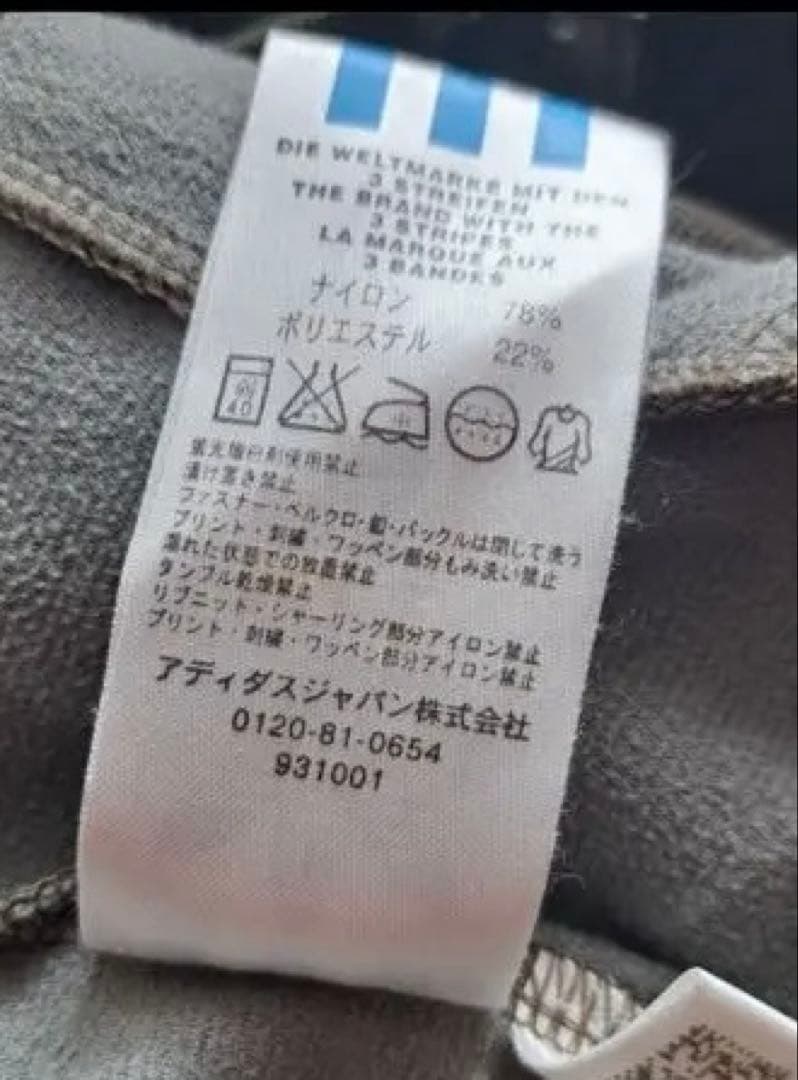 DIE WELTMARKE MIT DEN
3 STREIFEN
THE BRAND WITH THE
3 STRIPES
LA MARQUE AUX
3 BANDES
ナイロン 78%
ポリエステル 22%
40
蛍光増白剤使用禁止
漬け置き禁止
ファスナー・ベルクロ・釦・バックルは閉じて洗う
プリント・刺繍・ワッペン部分もみ洗い禁止
濡れた状態での放置禁止
タンブル乾燥禁止
リブニット・シャーリング部分アイロン禁止
プリント・刺繍・ワッペン部分アイロン禁止
アディダスジャパン株式会社
0120-81-0654
931001